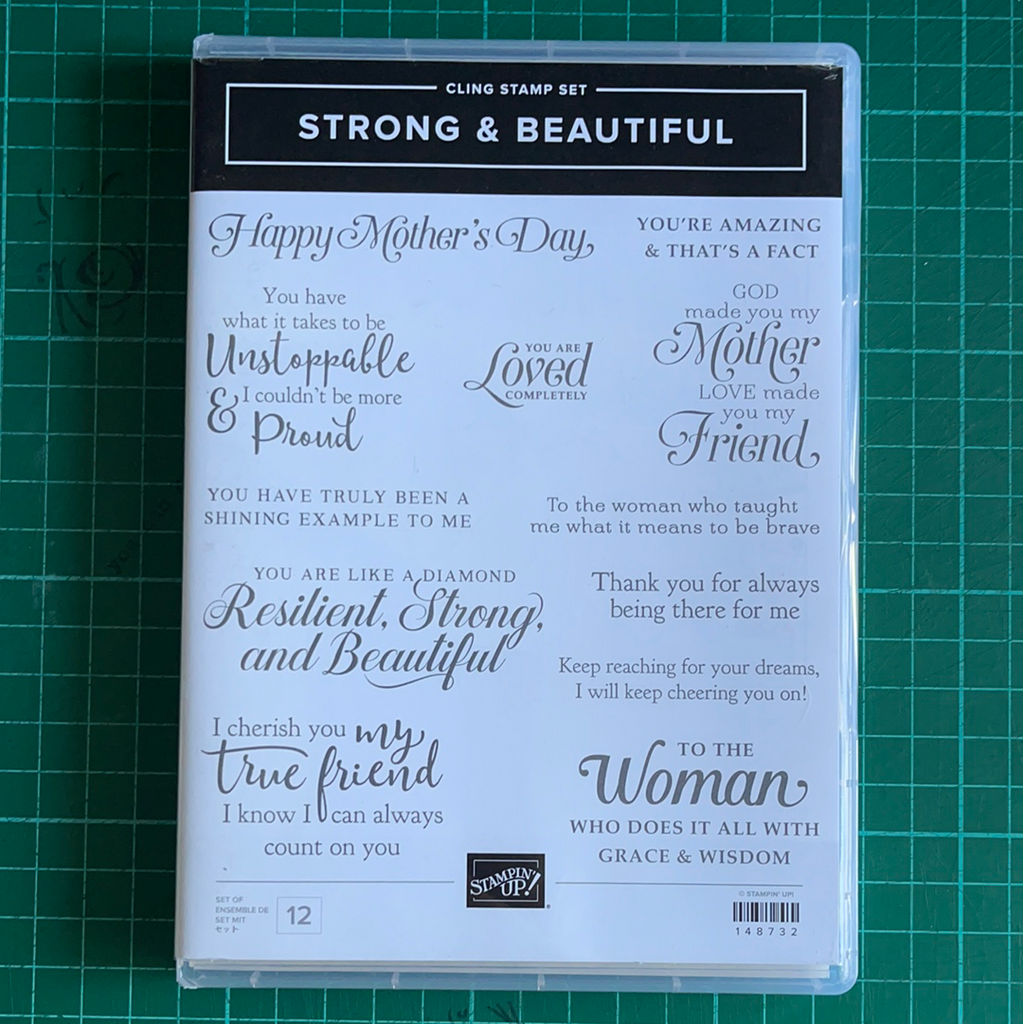 CLING STAMP SET
STRONG & BEAUTIFUL
Happy Mother's Day
YOU'RE AMAZING
& THAT'S A FACT
You have
what it takes to be
Unstoppable
& I couldn't be more
Proud
YOU ARE
Loved
COMPLETELY
GOD
made you my
Mother
LOVE made
you my
Friend
YOU HAVE TRULY BEEN A
SHINING EXAMPLE TO ME
To the woman who taught
me what it means to be brave
YOU ARE LIKE A DIAMOND
Resilient, Strong,
and Beautiful
Thank you for always
being there for me
Keep reaching for your dreams,
I will keep cheering you on!
I cherish you my
true friend
I know I can always
count on you
TO THE
Woman
WHO DOES IT ALL WITH
GRACE & WISDOM
STAMPIN'
UP!
SET OF
ENSEMBLE DE
SET MIT
セット
12
© STAMPIN' UP!
148732